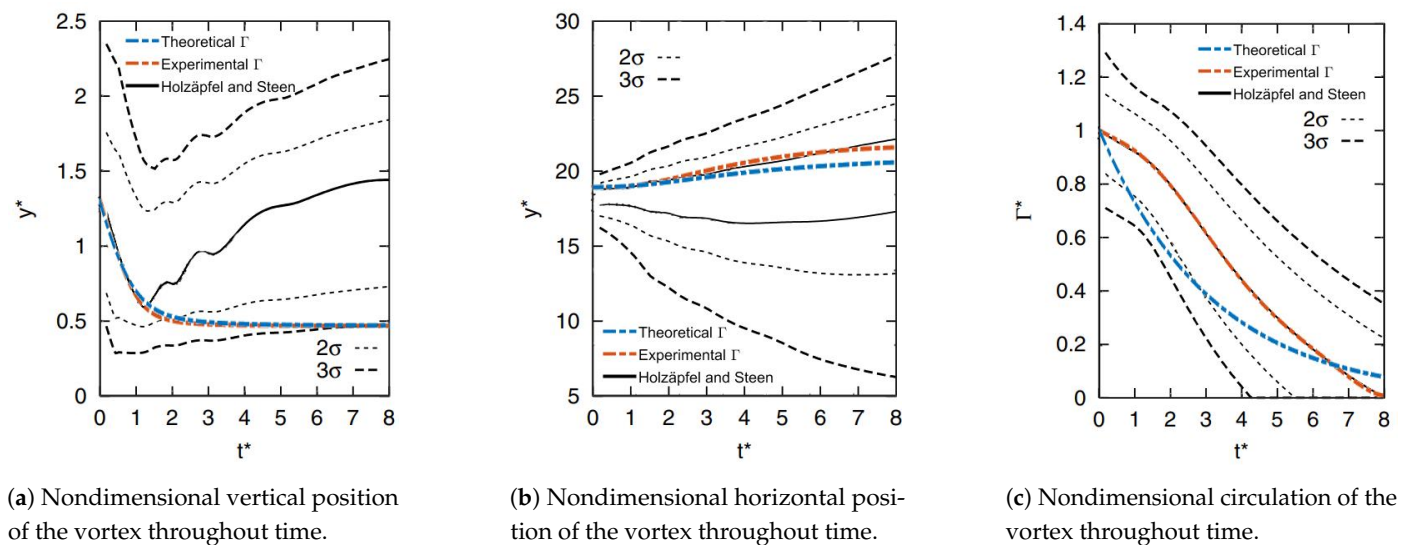 2.5
2
1.5
1
0.5
0
0 1 2 3 4 5 6 7 8
y*
t*
Theoretical Γ
Experimental Γ
Holzäpfel and Steen
2σ
3σ
30
25
20
15
10
5
0 1 2 3 4 5 6 7 8
y*
t*
2σ
3σ
Theoretical Γ
Experimental Γ
Holzäpfel and Steen
1.4
1.2
1
0.8
0.6
0.4
0.2
0
0 1 2 3 4 5 6 7 8
Γ*
t*
Theoretical Γ
Experimental Γ
Holzäpfel and Steen
2σ
3σ
(a) Nondimensional vertical position
of the vortex throughout time.
(b) Nondimensional horizontal posi-
tion of the vortex throughout time.
(c) Nondimensional circulation of the
vortex throughout time.